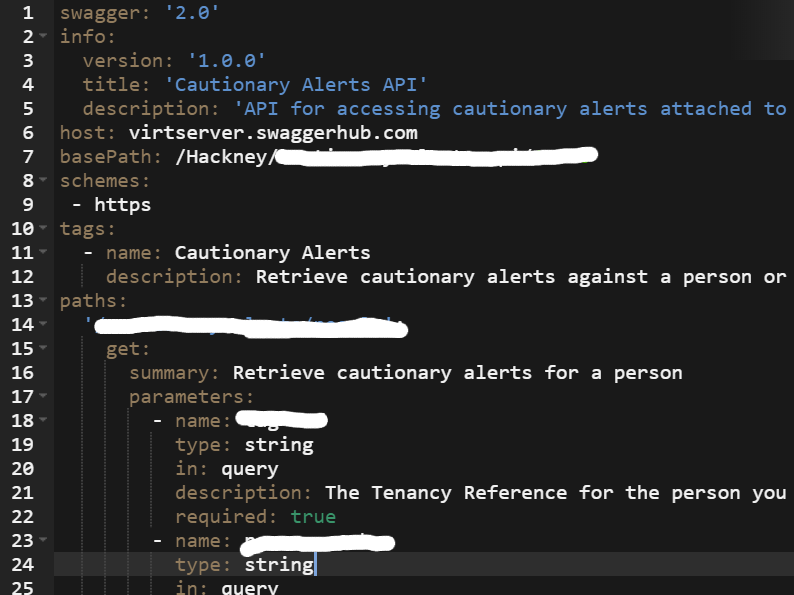 1 swagger: '2.0'
2 info:
3 version: '1.0.0'
4 title: 'Cautionary Alerts API'
5 description: 'API for accessing cautionary alerts attached to
6 host: virtserver.swaggerhub.com
7 basePath: /Hackney/
8 schemes:
9 - https
10 tags:
11 - name: Cautionary Alerts
12 description: Retrieve cautionary alerts against a person or
13 paths:
14 '
15 get:
16 summary: Retrieve cautionary alerts for a person
17 parameters:
18 - name:
19 type: string
20 in: query
21 description: The Tenancy Reference for the person you
22 required: true
23 - name:
24 type: string
25 in: query